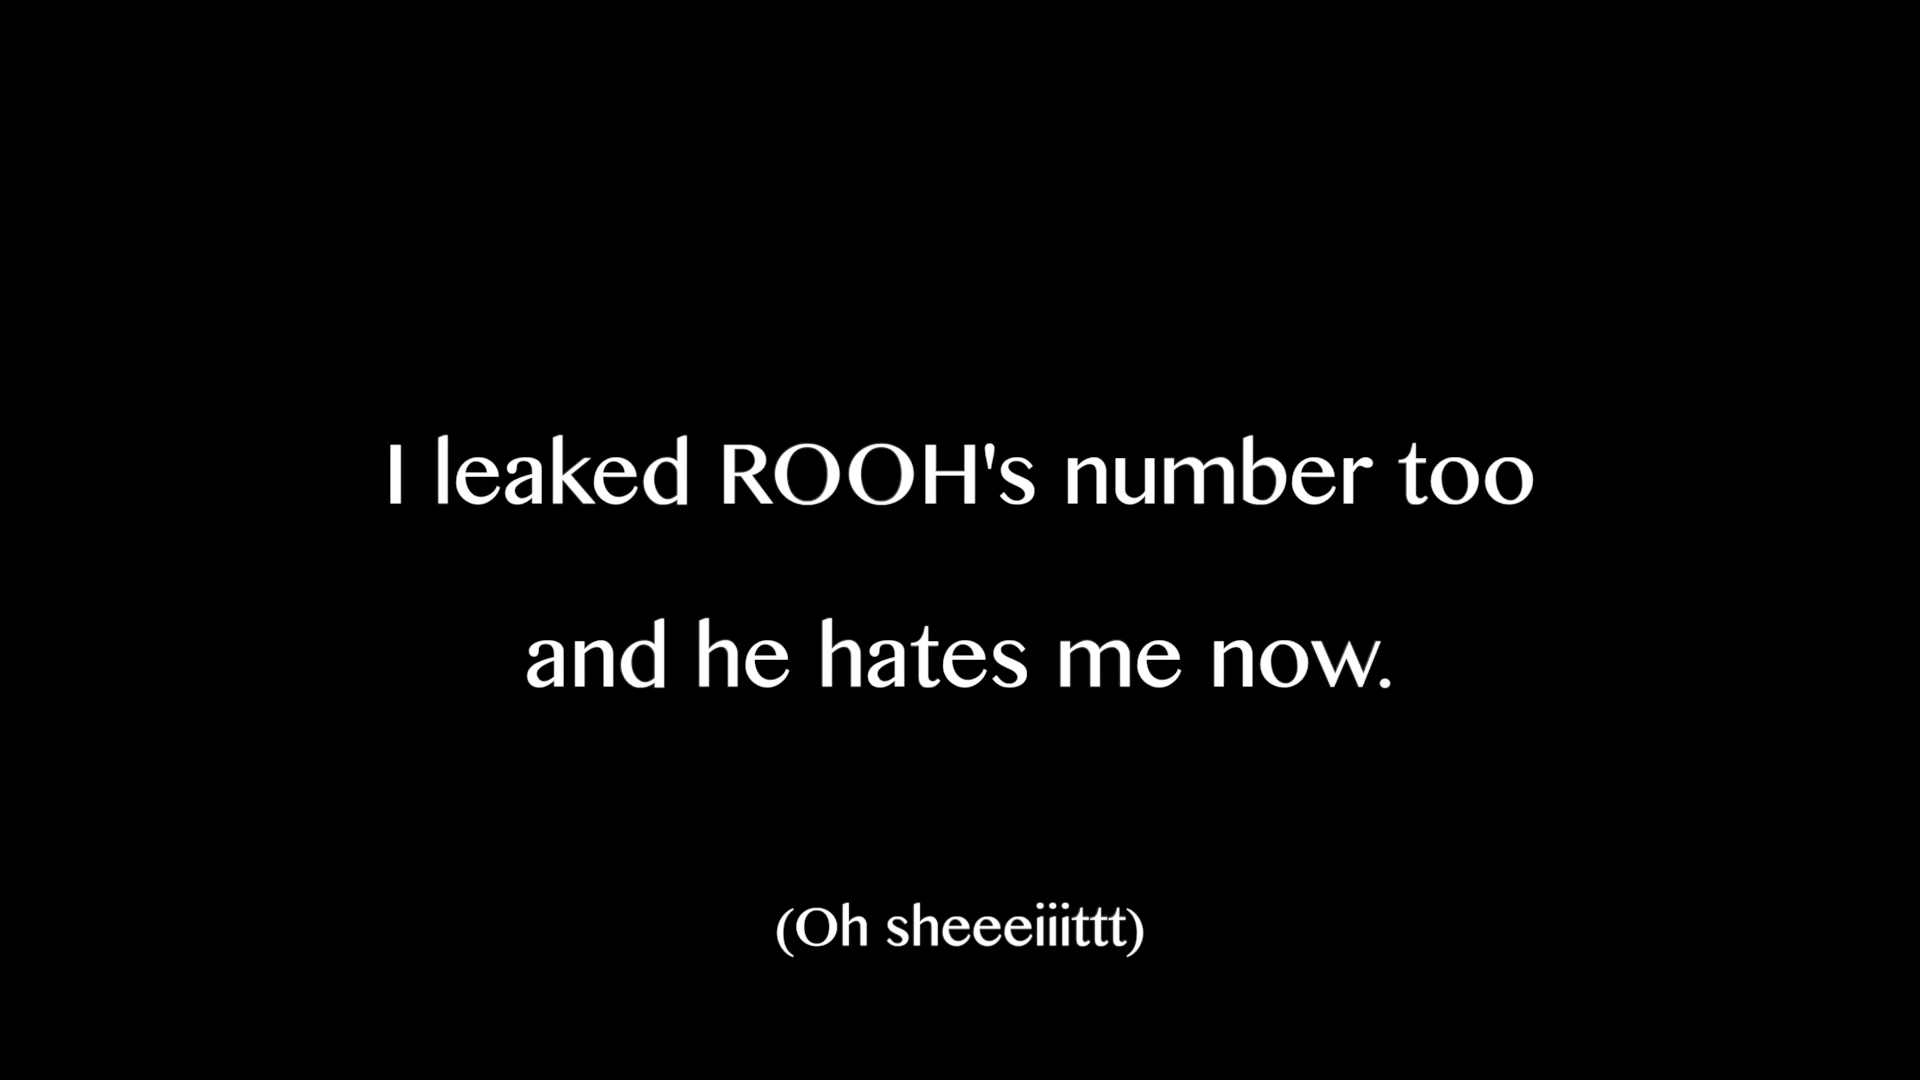 I leaked ROOH's number too
and he hates me now.
(Oh sheeeiiittt)